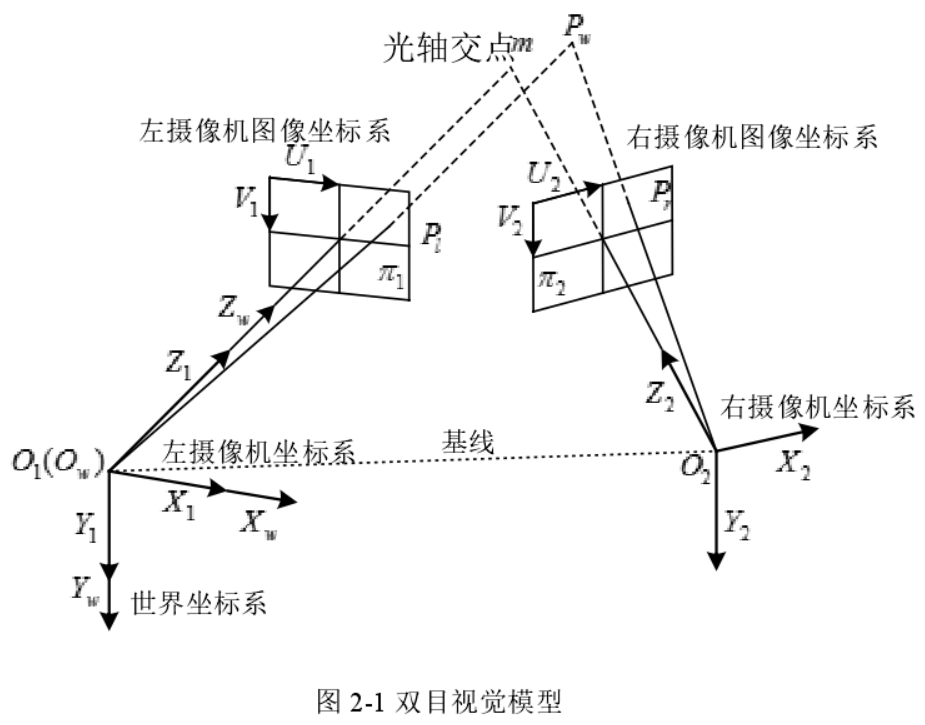 P_w
光轴交点m
左摄像机图像坐标系
右摄像机图像坐标系
U_1
U_2
V_1
V_2
P_l
P_r
π_1
π_2
Z_w
Z_1
Z_2
右摄像机坐标系
基线
左摄像机坐标系
O_1(O_w)
O_2
X_2
X_1
X_w
Y_1
Y_2
Y_w
世界坐标系
图 2-1 双目视觉模型